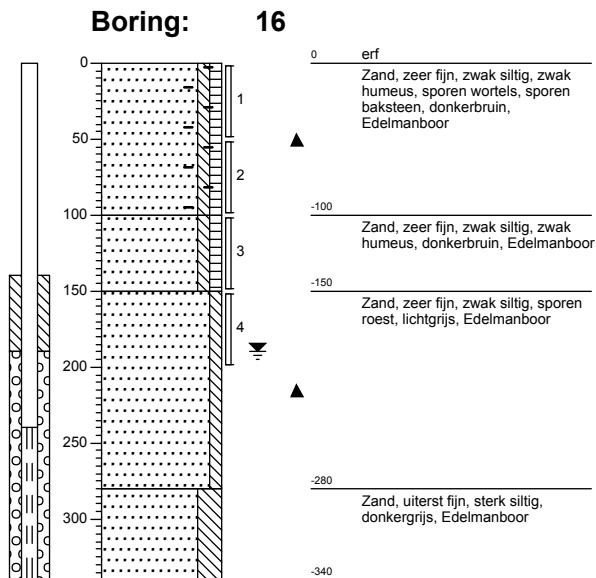 Boring: 16
0
50
100
150
200
250
300
1
2
3
4
0 erf
Zand, zeer fijn, zwak siltig, zwak
humeus, sporen wortels, sporen
baksteen, donkerbruin,
Edelmanboor
-100
Zand, zeer fijn, zwak siltig, zwak
humeus, donkerbruin, Edelmanboor
-150
Zand, zeer fijn, zwak siltig, sporen
roest, lichtgrijs, Edelmanboor
-280
Zand, uiterst fijn, sterk siltig,
donkergrijs, Edelmanboor
-340